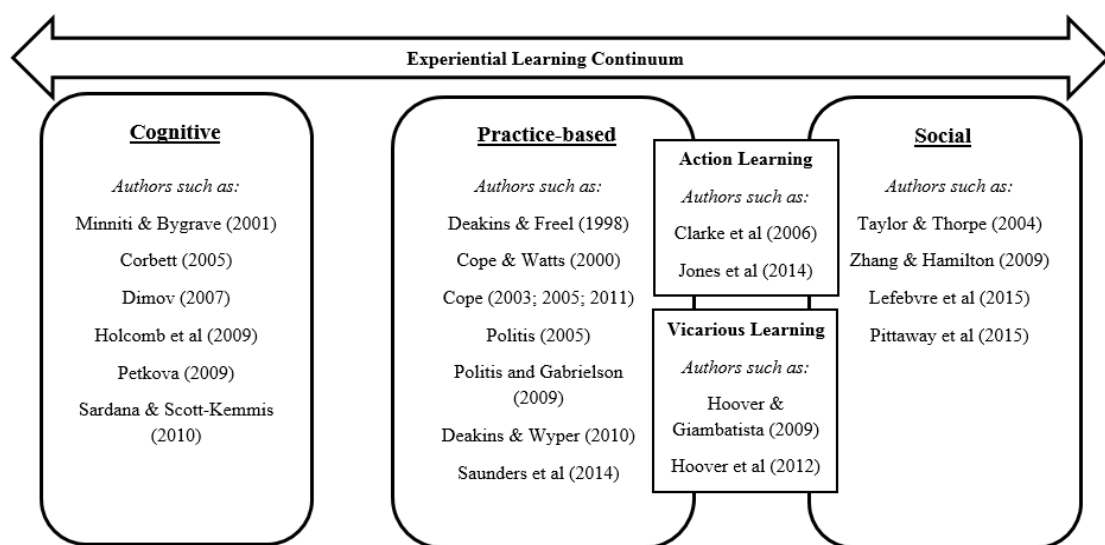 Experiential Learning Continuum
Cognitive
Authors such as:
Minniti & Bygrave (2001)
Corbett (2005)
Dimov (2007)
Holcomb et al (2009)
Petkova (2009)
Sardana & Scott-Kemmis
(2010)
Practice-based
Authors such as:
Deakins & Freel (1998)
Cope & Watts (2000)
Cope (2003; 2005; 2011)
Politis (2005)
Politis and Gabrielson
(2009)
Deakins & Wyper (2010)
Saunders et al (2014)
Action Learning
Authors such as:
Clarke et al (2006)
Jones et al (2014)
Vicarious Learning
Authors such as:
Hoover &
Giambatista (2009)
Hoover et al (2012)
Social
Authors such as:
Taylor & Thorpe (2004)
Zhang & Hamilton (2009)
Lefebvre et al (2015)
Pittaway et al (2015)